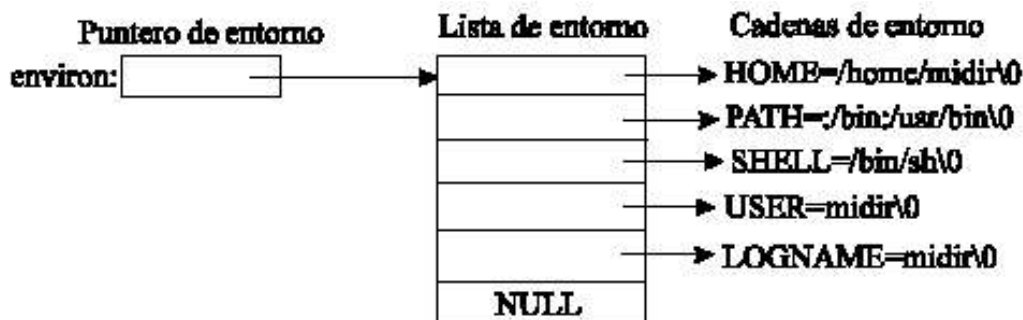 Puntero de entorno
Lista de entorno
Cadenas de entorno
environ:
HOME=/home/midir\0
PATH=:/bin:/usr/bin\0
SHELL=/bin/sh\0
USER=midir\0
LOGNAME=midir\0
NULL